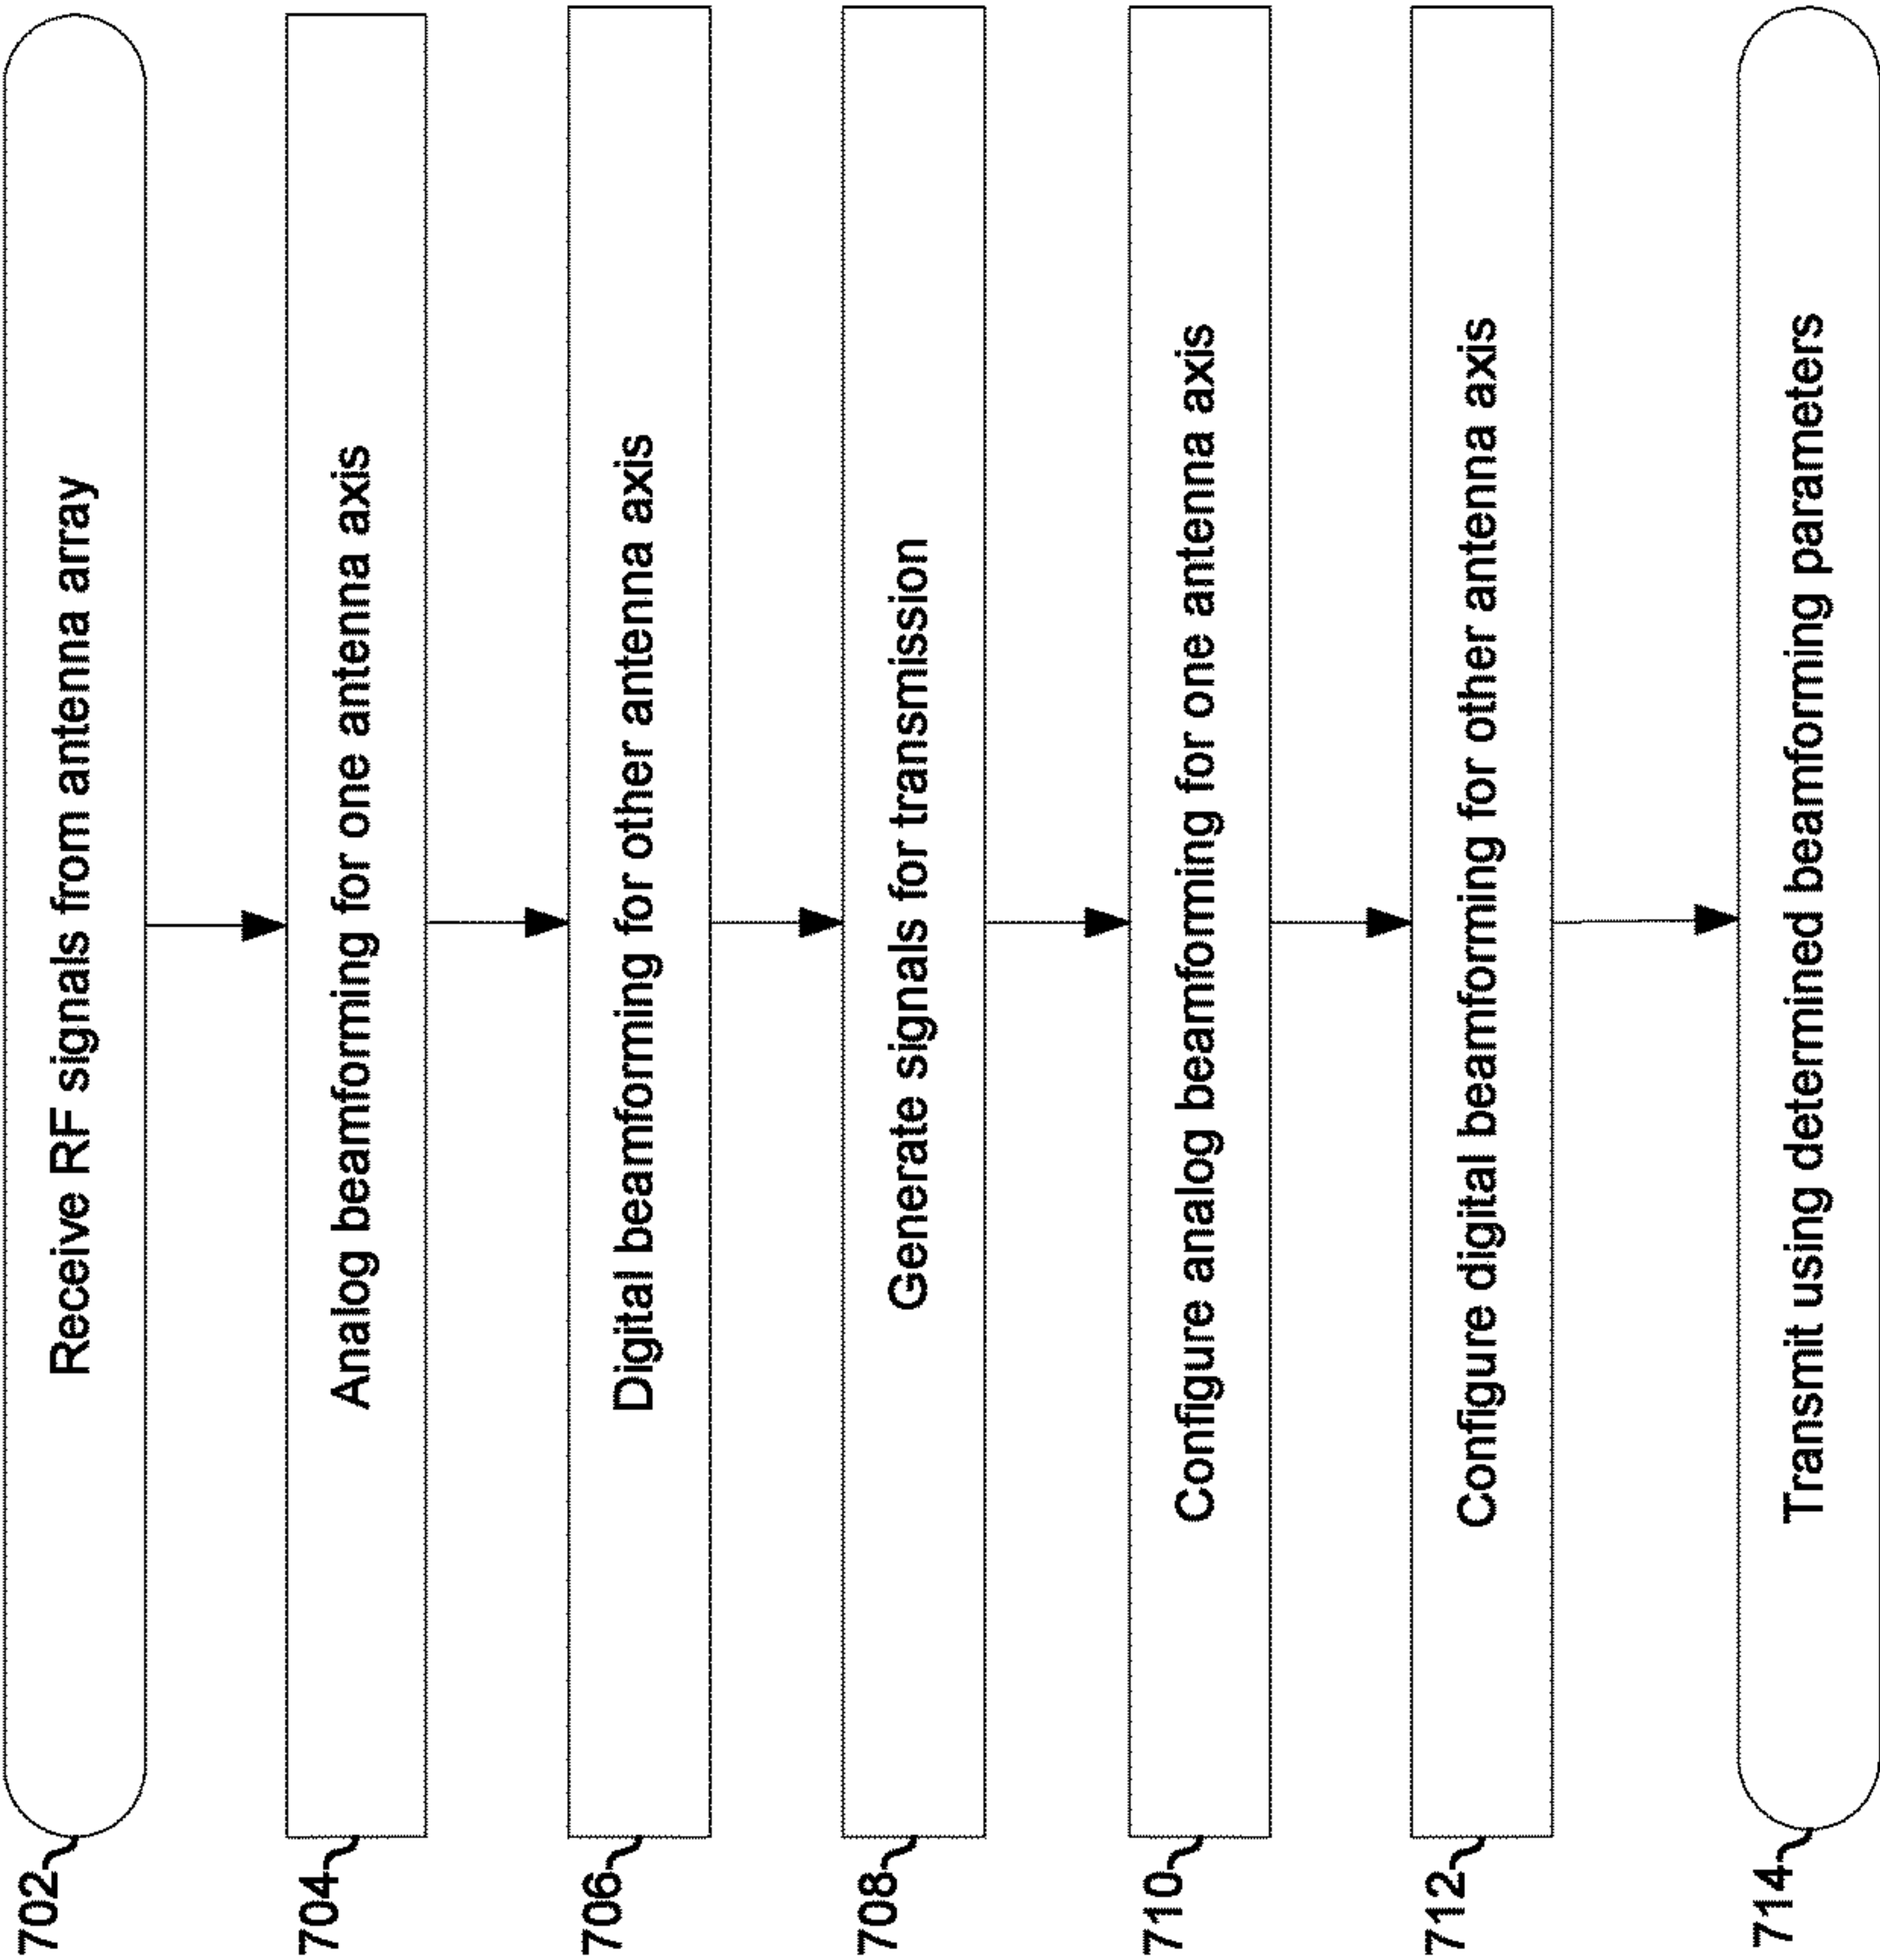 702
Receive RF signals from antenna array
704
Analog beamforming for one antenna axis
706
Digital beamforming for other antenna axis
708
Generate signals for transmission
710
Configure analog beamforming for one antenna axis
712
Configure digital beamforming for other antenna axis
714
Transmit using determined beamforming parameters